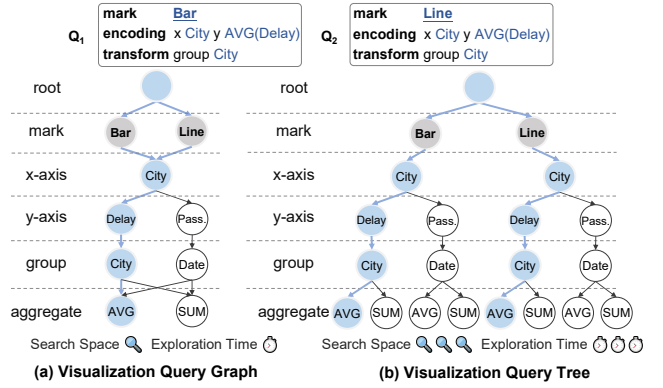 Q1
mark Bar
encoding x City y AVG(Delay)
transform group City
Q2
mark Line
encoding x City y AVG(Delay)
transform group City
root
mark
Bar Line
x-axis
City
y-axis
Delay Pass.
group
City Date
aggregate
AVG SUM
Search Space Exploration Time
(a) Visualization Query Graph
root
mark
Bar Line
x-axis
City City
y-axis
Delay Pass. Delay Pass.
group
City Date City Date
aggregate
AVG SUM AVG SUM AVG SUM AVG SUM
Search Space Exploration Time
(b) Visualization Query Tree